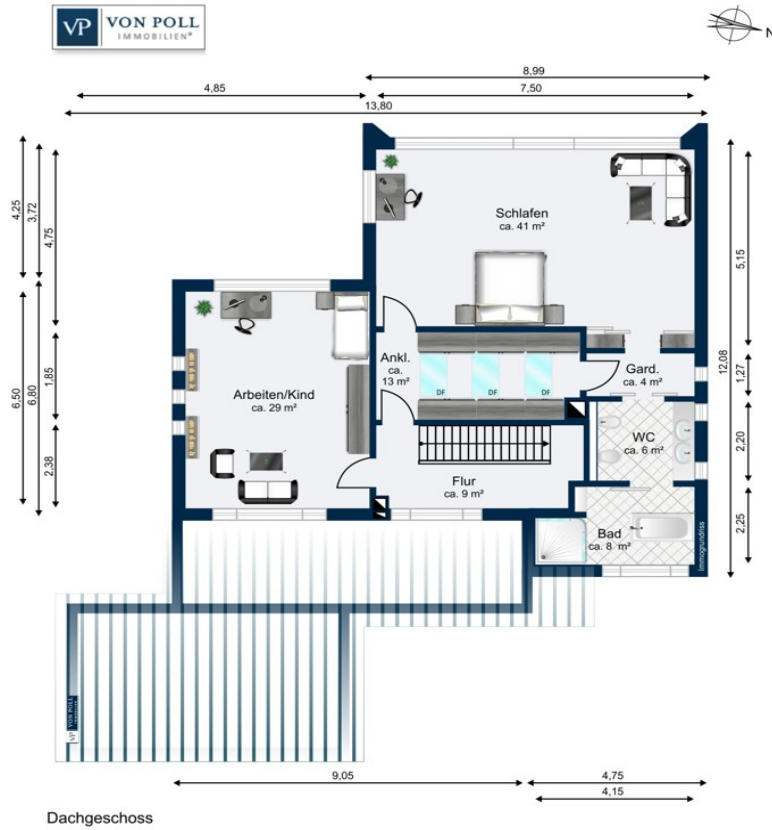 VP VON POLL
IMMOBILIEN®
N
8,99
4,85
7,50
13,80
4,25
3,72
4,75
6,50
6,80
1,85
2,38
5,15
12,08
1,27
2,20
2,25
Schlafen
ca. 41 m²
Ankl.
ca.
13 m²
DF
DF
DF
Gard.
ca. 4 m²
Arbeiten/Kind
ca. 29 m²
WC
ca. 6 m²
Flur
ca. 9 m²
Bad
ca. 8 m²
Immogrundriss
VP VON POLL
9,05
4,75
4,15
Dachgeschoss